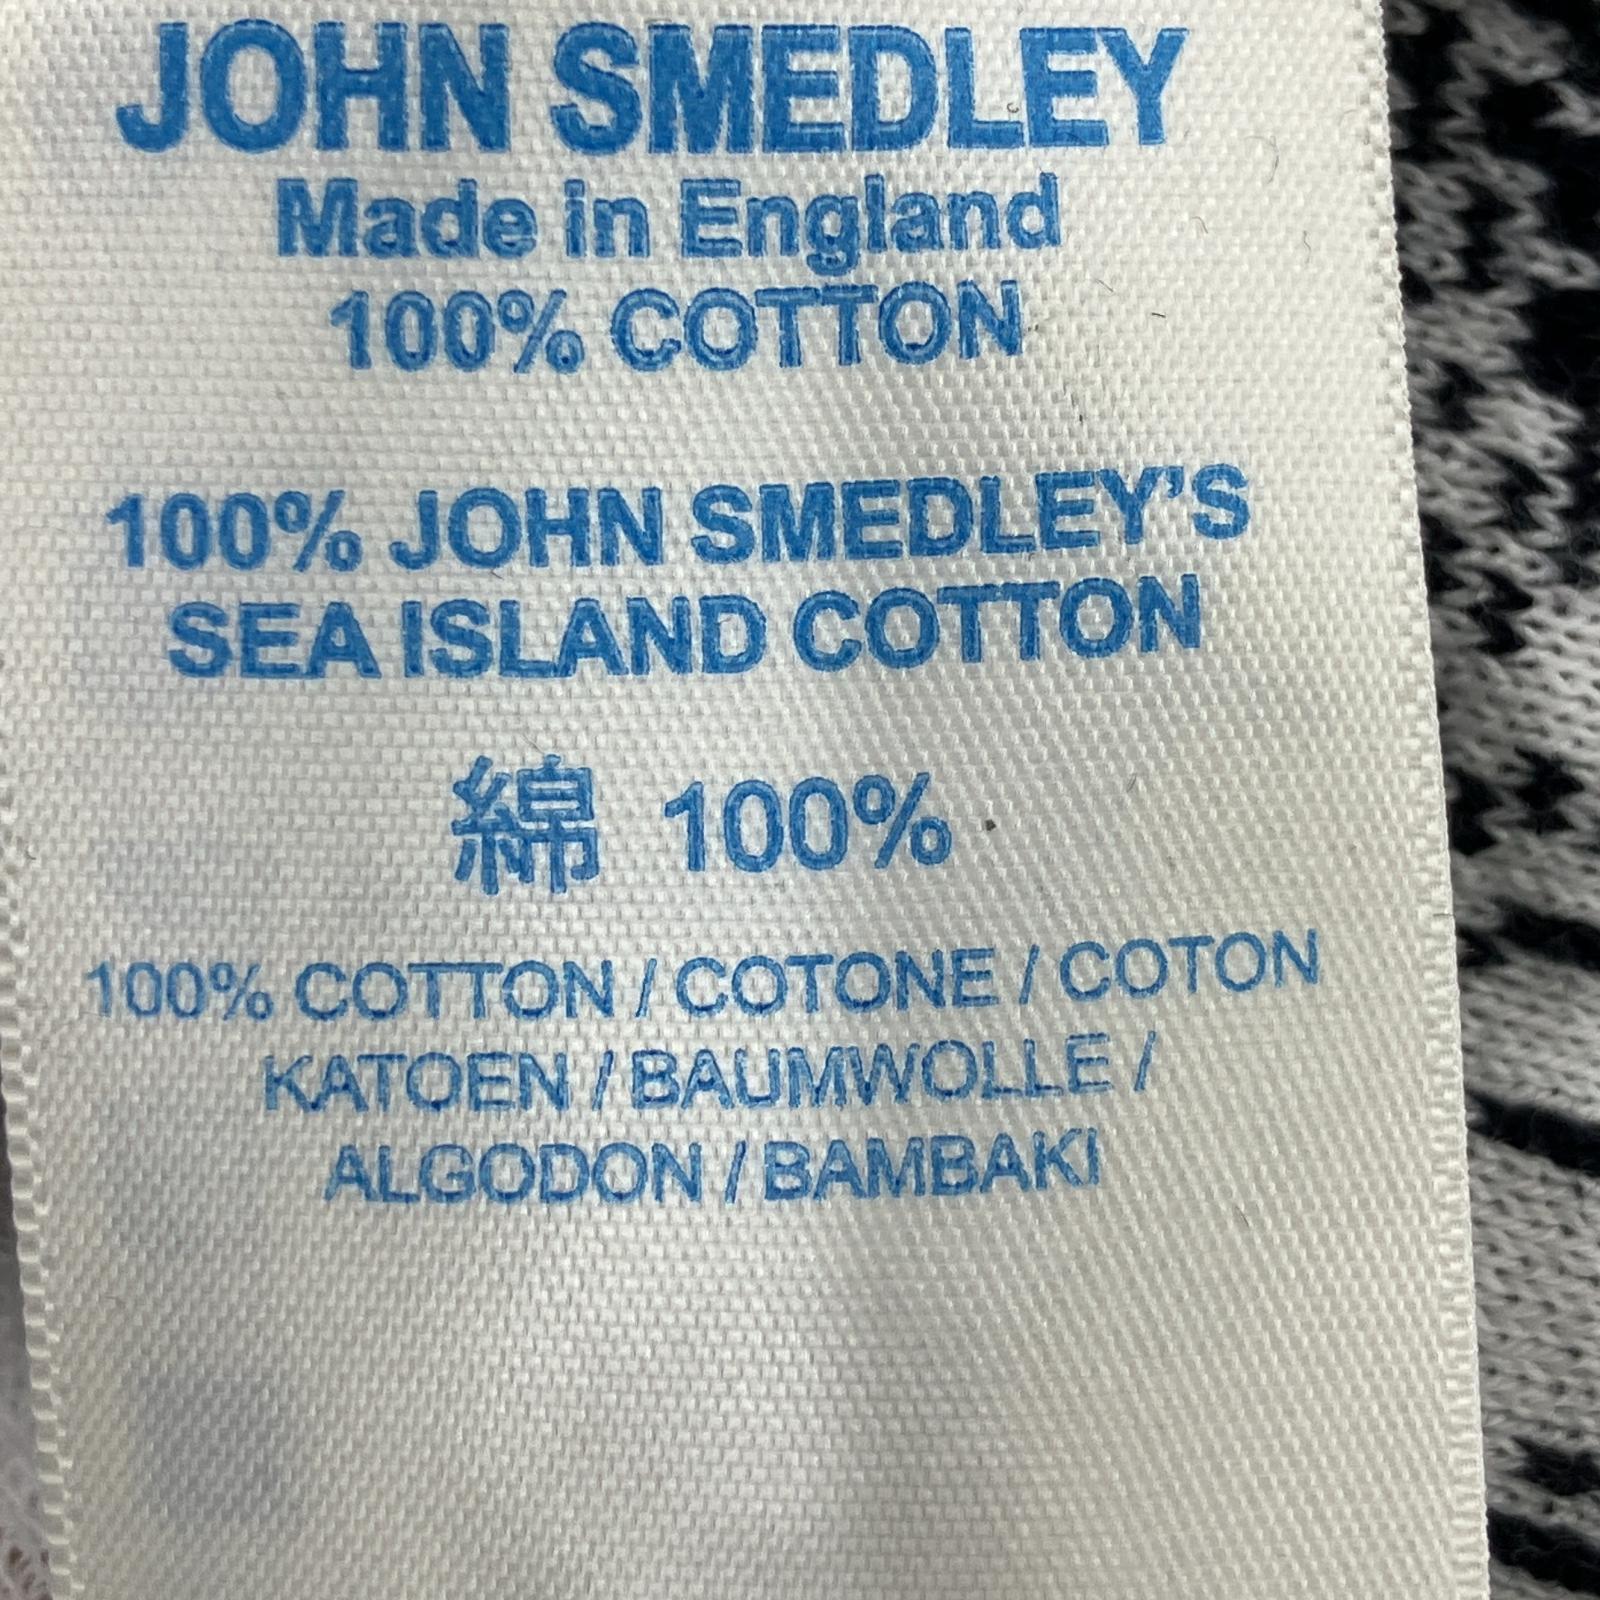 JOHN SMEDLEY
Made in England
100% COTTON
100% JOHN SMEDLEY'S
SEA ISLAND COTTON
綿 100%
100% COTTON / COTONE / COTON
KATOEN / BAUMWOLLE /
ALGODON / BAMBAKI